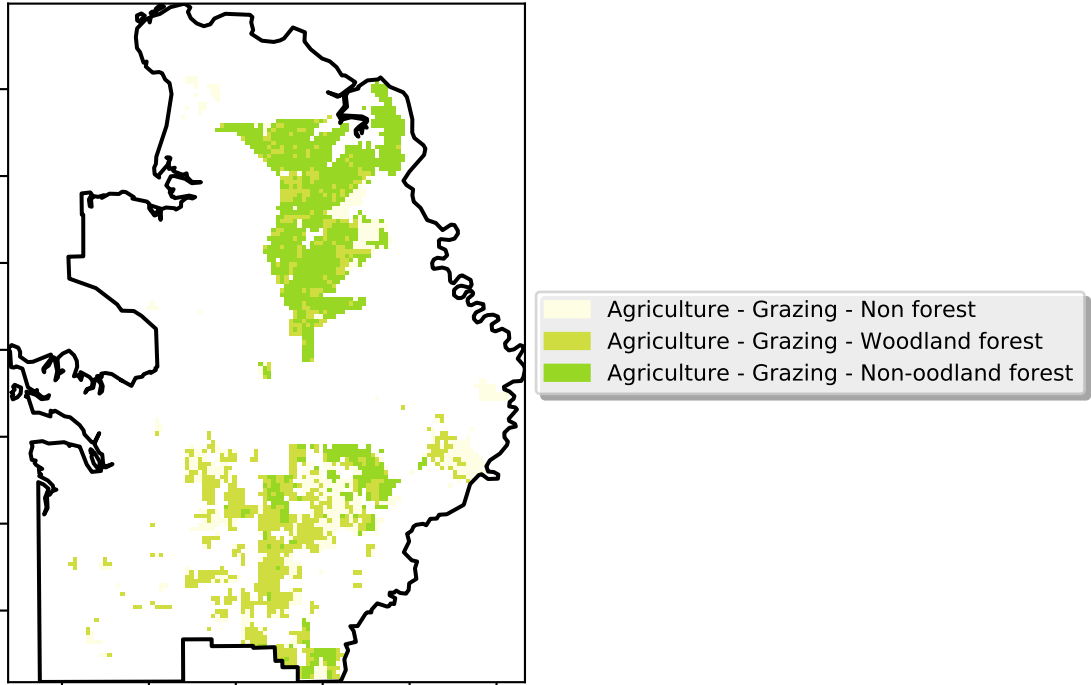 Agriculture - Grazing - Non forest
Agriculture - Grazing - Woodland forest
Agriculture - Grazing - Non-oodland forest